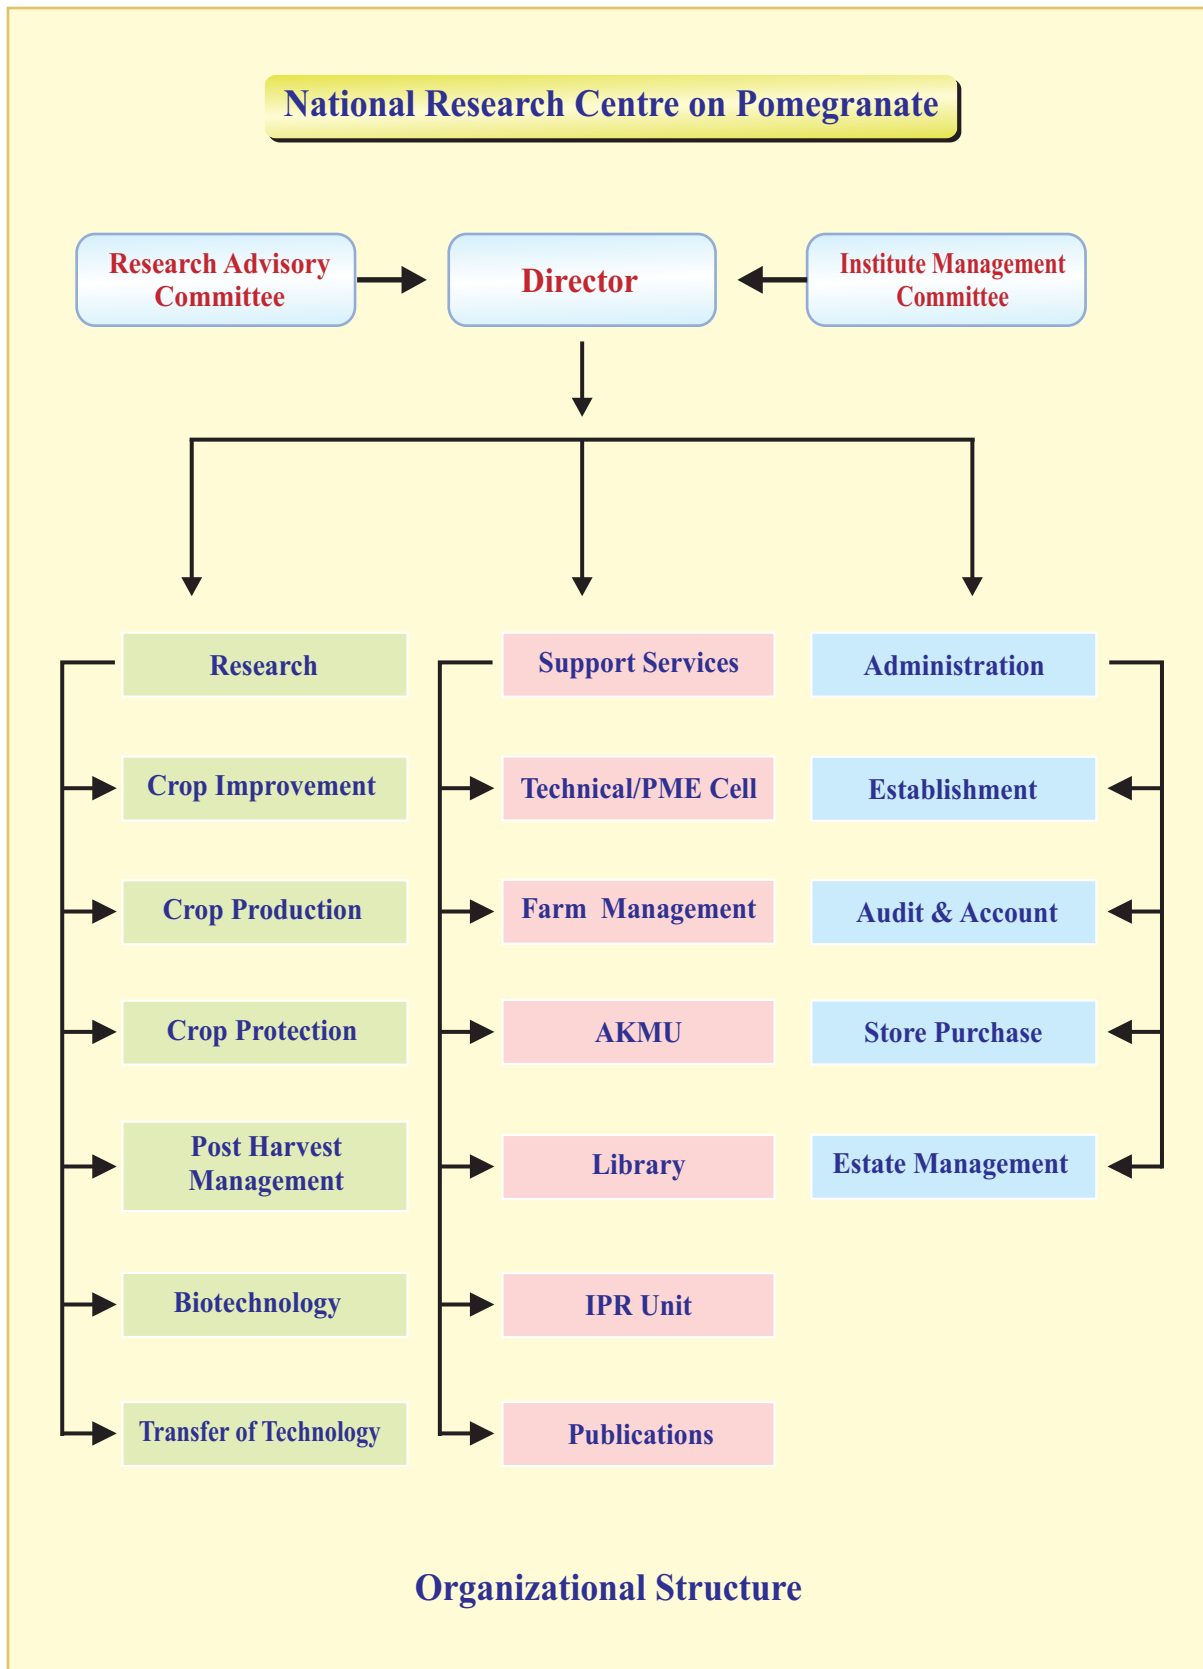 National Research Centre on Pomegranate
Research Advisory
Committee
Director
Institute Management
Committee
Research
Support Services
Administration
Crop Improvement
Technical/PME Cell
Establishment
Crop Production
Farm Management
Audit & Account
Crop Protection
AKMU
Store Purchase
Post Harvest
Management
Library
Estate Management
Biotechnology
IPR Unit
Transfer of Technology
Publications
Organizational Structure